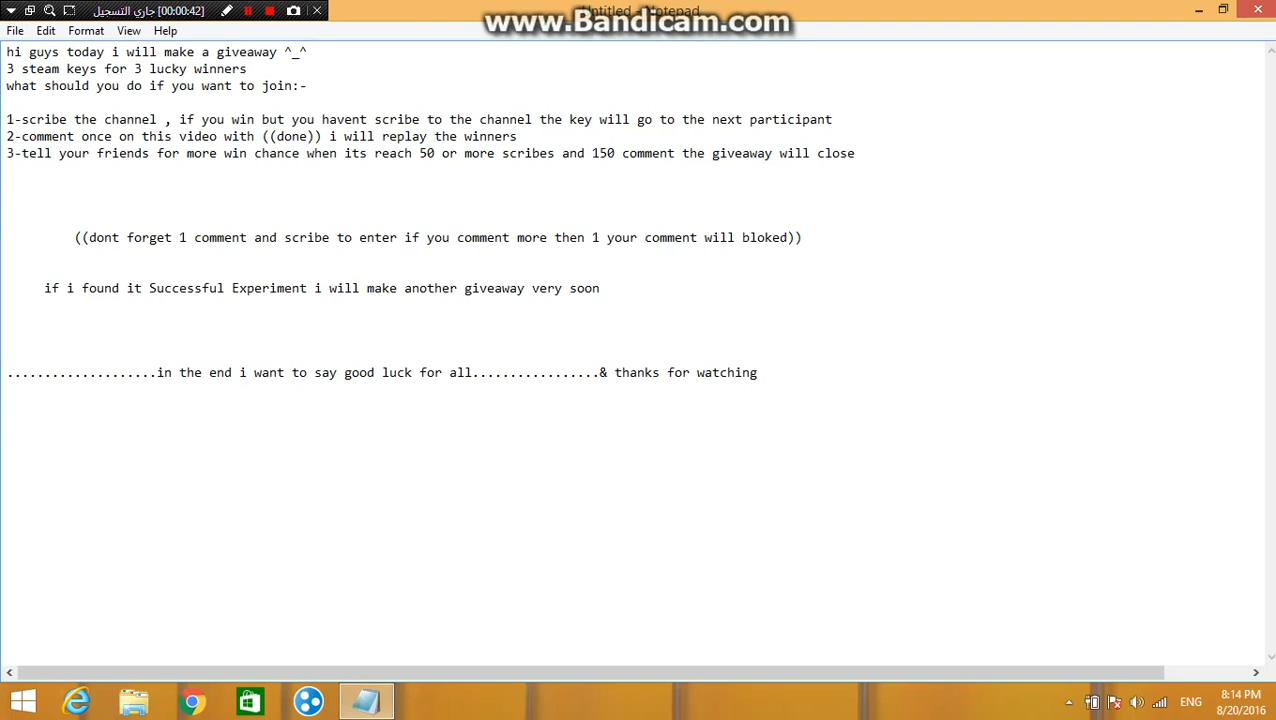 جاري التسجيل [00:00:42]
Untitled - Notepad
www.Bandicam.com
File Edit Format View Help
hi guys today i will make a giveaway ^_^
3 steam keys for 3 lucky winners
what should you do if you want to join:-
1-scribe the channel , if you win but you havent scribe to the channel the key will go to the next participant
2-comment once on this video with ((done)) i will replay the winners
3-tell your friends for more win chance when its reach 50 or more scribes and 150 comment the giveaway will close
((dont forget 1 comment and scribe to enter if you comment more then 1 your comment will bloked))
if i found it Successful Experiment i will make another giveaway very soon
....................in the end i want to say good luck for all.................& thanks for watching
ENG
8:14 PM
8/20/2016